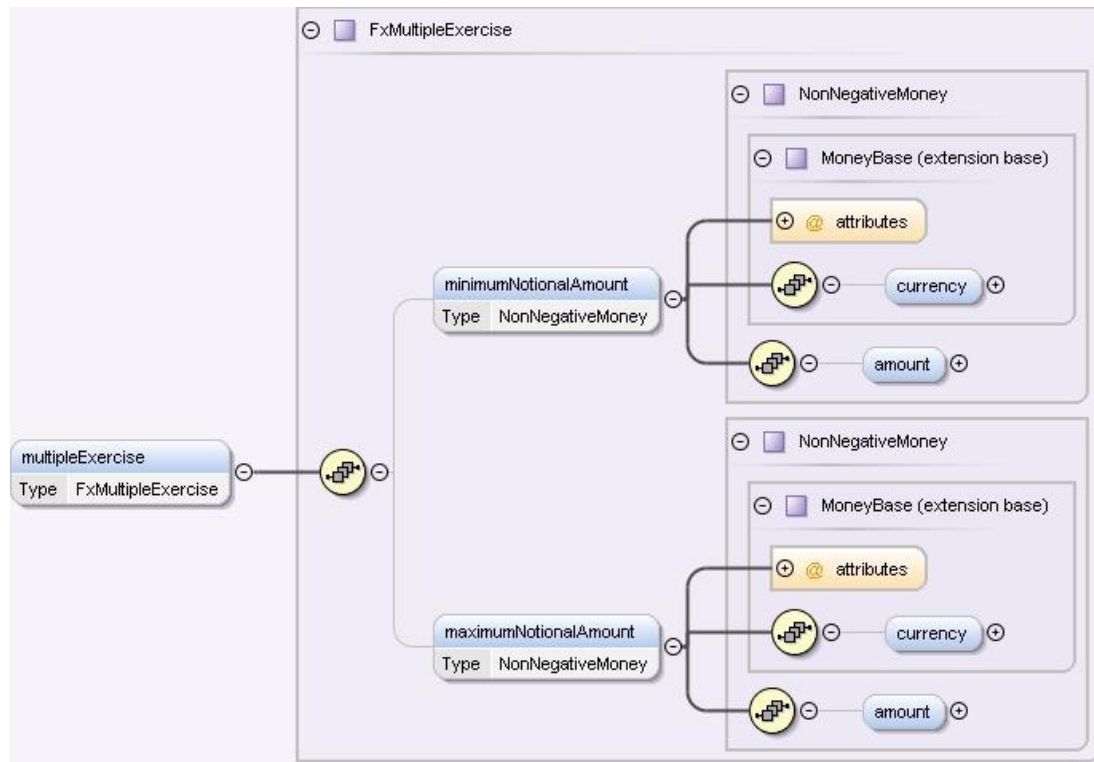 FxMultipleExercise
NonNegativeMoney
MoneyBase (extension base)
@ attributes
minimumNotionalAmount
Type NonNegativeMoney
currency
amount
NonNegativeMoney
multipleExercise
Type FxMultipleExercise
MoneyBase (extension base)
@ attributes
maximumNotionalAmount
Type NonNegativeMoney
currency
amount